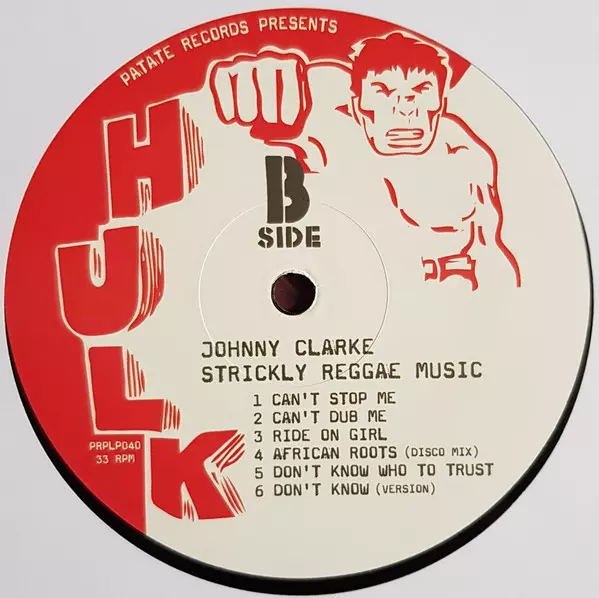 PATATE RECORDS PRESENTS
HULK
B
SIDE
JOHNNY CLARKE
STRICKLY REGGAE MUSIC
1 CAN'T STOP ME
2 CAN'T DUB ME
3 RIDE ON GIRL
4 AFRICAN ROOTS (DISCO MIX)
5 DON'T KNOW WHO TO TRUST
6 DON'T KNOW (VERSION)
PRPLP040
33 RPM